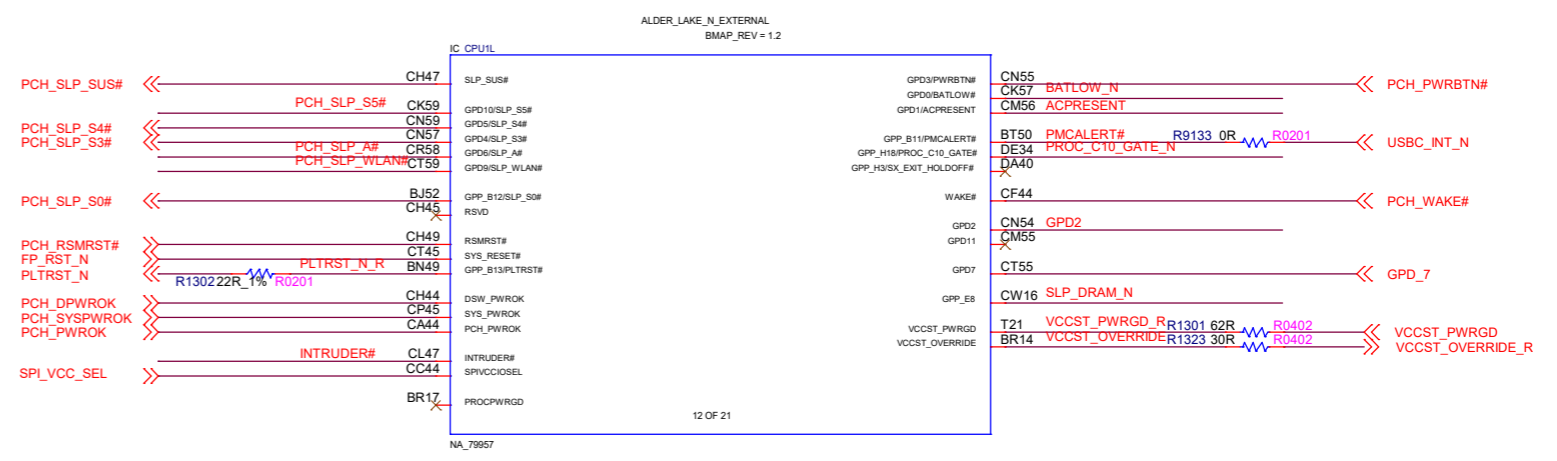 ALDER_LAKE_N_EXTERNAL
BMAP_REV = 1.2
IC CPU1L
PCH_SLP_SUS# CH47 SLP_SUS# GPD3/PWRBTN# CN55 PCH_PWRBTN#
GPD0/BATLOW# CK57 BATLOW_N
PCH_SLP_S5# CK59 GPD10/SLP_S5# GPD1/ACPRESENT CM56 ACPRESENT
PCH_SLP_S4# CN59 GPD5/SLP_S4#
PCH_SLP_S3# CN57 GPD4/SLP_S3# GPP_B11/PMCALERT# BT50 PMCALERT# R9133 0R R0201 USBC_INT_N
PCH_SLP_A# CR58 GPD6/SLP_A# GPP_H18/PROC_C10_GATE# DE34 PROC_C10_GATE_N
PCH_SLP_WLAN# CT59 GPD9/SLP_WLAN# GPP_H3/SX_EXIT_HOLDOFF# DA40
PCH_SLP_S0# BJ52 GPP_B12/SLP_S0# WAKE# CF44 PCH_WAKE#
CH45 RSVD
GPD2 CN54 GPD2
PCH_RSMRST# CH49 RSMRST# GPD11 CM55
FP_RST_N CT45 SYS_RESET#
PLTRST_N R1302 22R_1% R0201 PLTRST_N_R BN49 GPP_B13/PLTRST# GPD7 CT55 GPD_7
PCH_DPWROK CH44 DSW_PWROK GPP_E8 CW16 SLP_DRAM_N
PCH_SYSPWROK CP45 SYS_PWROK
PCH_PWROK CA44 PCH_PWROK VCCST_PWRGD T21 VCCST_PWRGD_R R1301 62R R0402 VCCST_PWRGD
VCCST_OVERRIDE BR14 VCCST_OVERRIDE R1323 30R R0402 VCCST_OVERRIDE_R
INTRUDER# CL47 INTRUDER#
SPI_VCC_SEL CC44 SPIVCCIOSEL
BR17 PROCPWRGD
12 OF 21
NA_79957